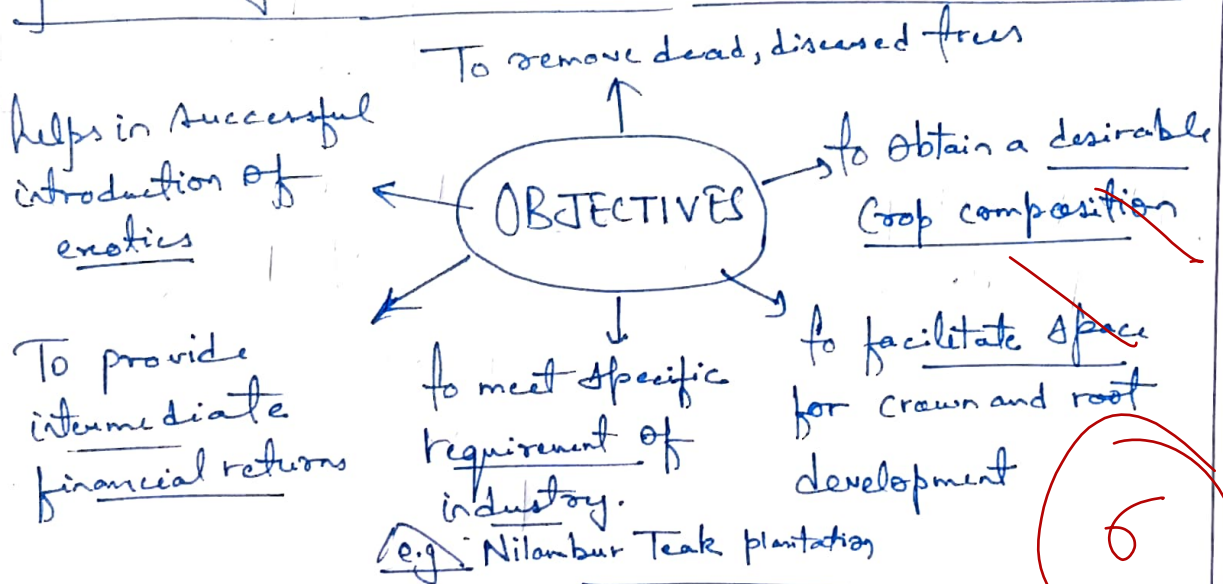 To remove dead, diseased trees
helps in successful
introduction of
exotics
OBJECTIVES
to obtain a desirable
Crop composition
To provide
intermediate
financial returns
to meet specific
requirement of
industry.
e.g: Nilambur Teak plantation
to facilitate space
for crown and root
development
6